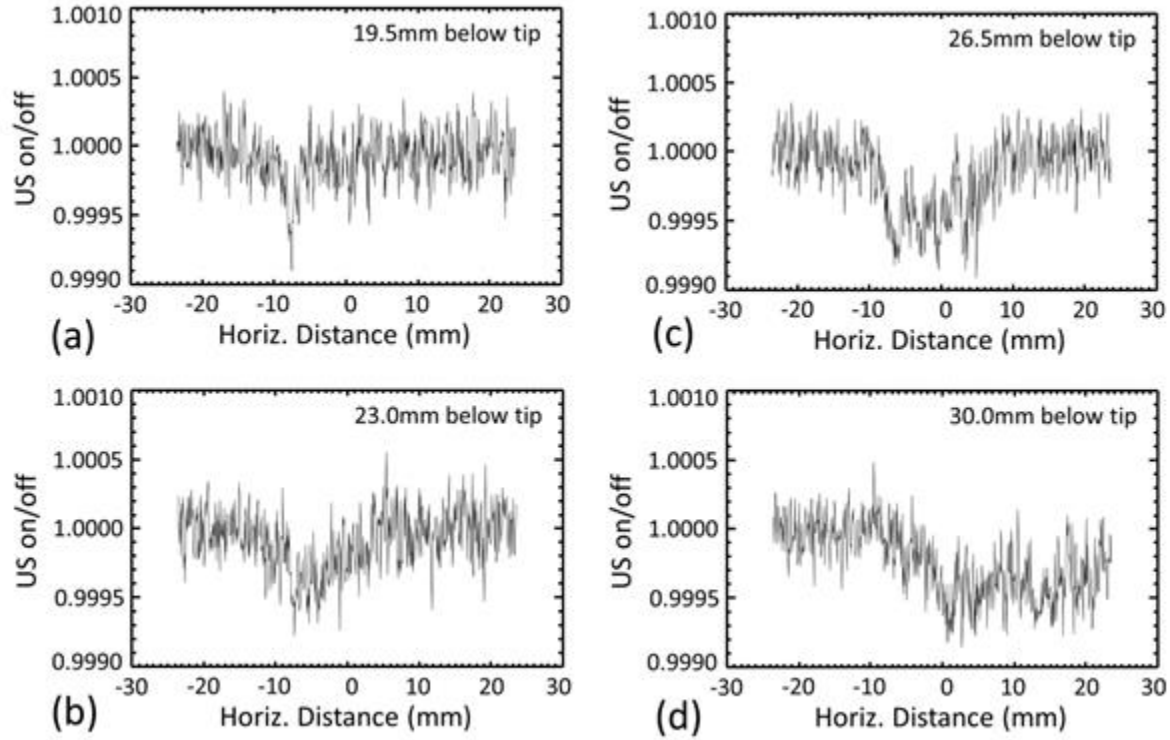 1.0010
19.5mm below tip
1.0005
1.0000
0.9995
0.9990
US on/off
-30 -20 -10 0 10 20 30
Horiz. Distance (mm)
(a)
1.0010
26.5mm below tip
1.0005
1.0000
0.9995
0.9990
US on/off
-30 -20 -10 0 10 20 30
Horiz. Distance (mm)
(c)
1.0010
23.0mm below tip
1.0005
1.0000
0.9995
0.9990
US on/off
-30 -20 -10 0 10 20 30
Horiz. Distance (mm)
(b)
1.0010
30.0mm below tip
1.0005
1.0000
0.9995
0.9990
US on/off
-30 -20 -10 0 10 20 30
Horiz. Distance (mm)
(d)